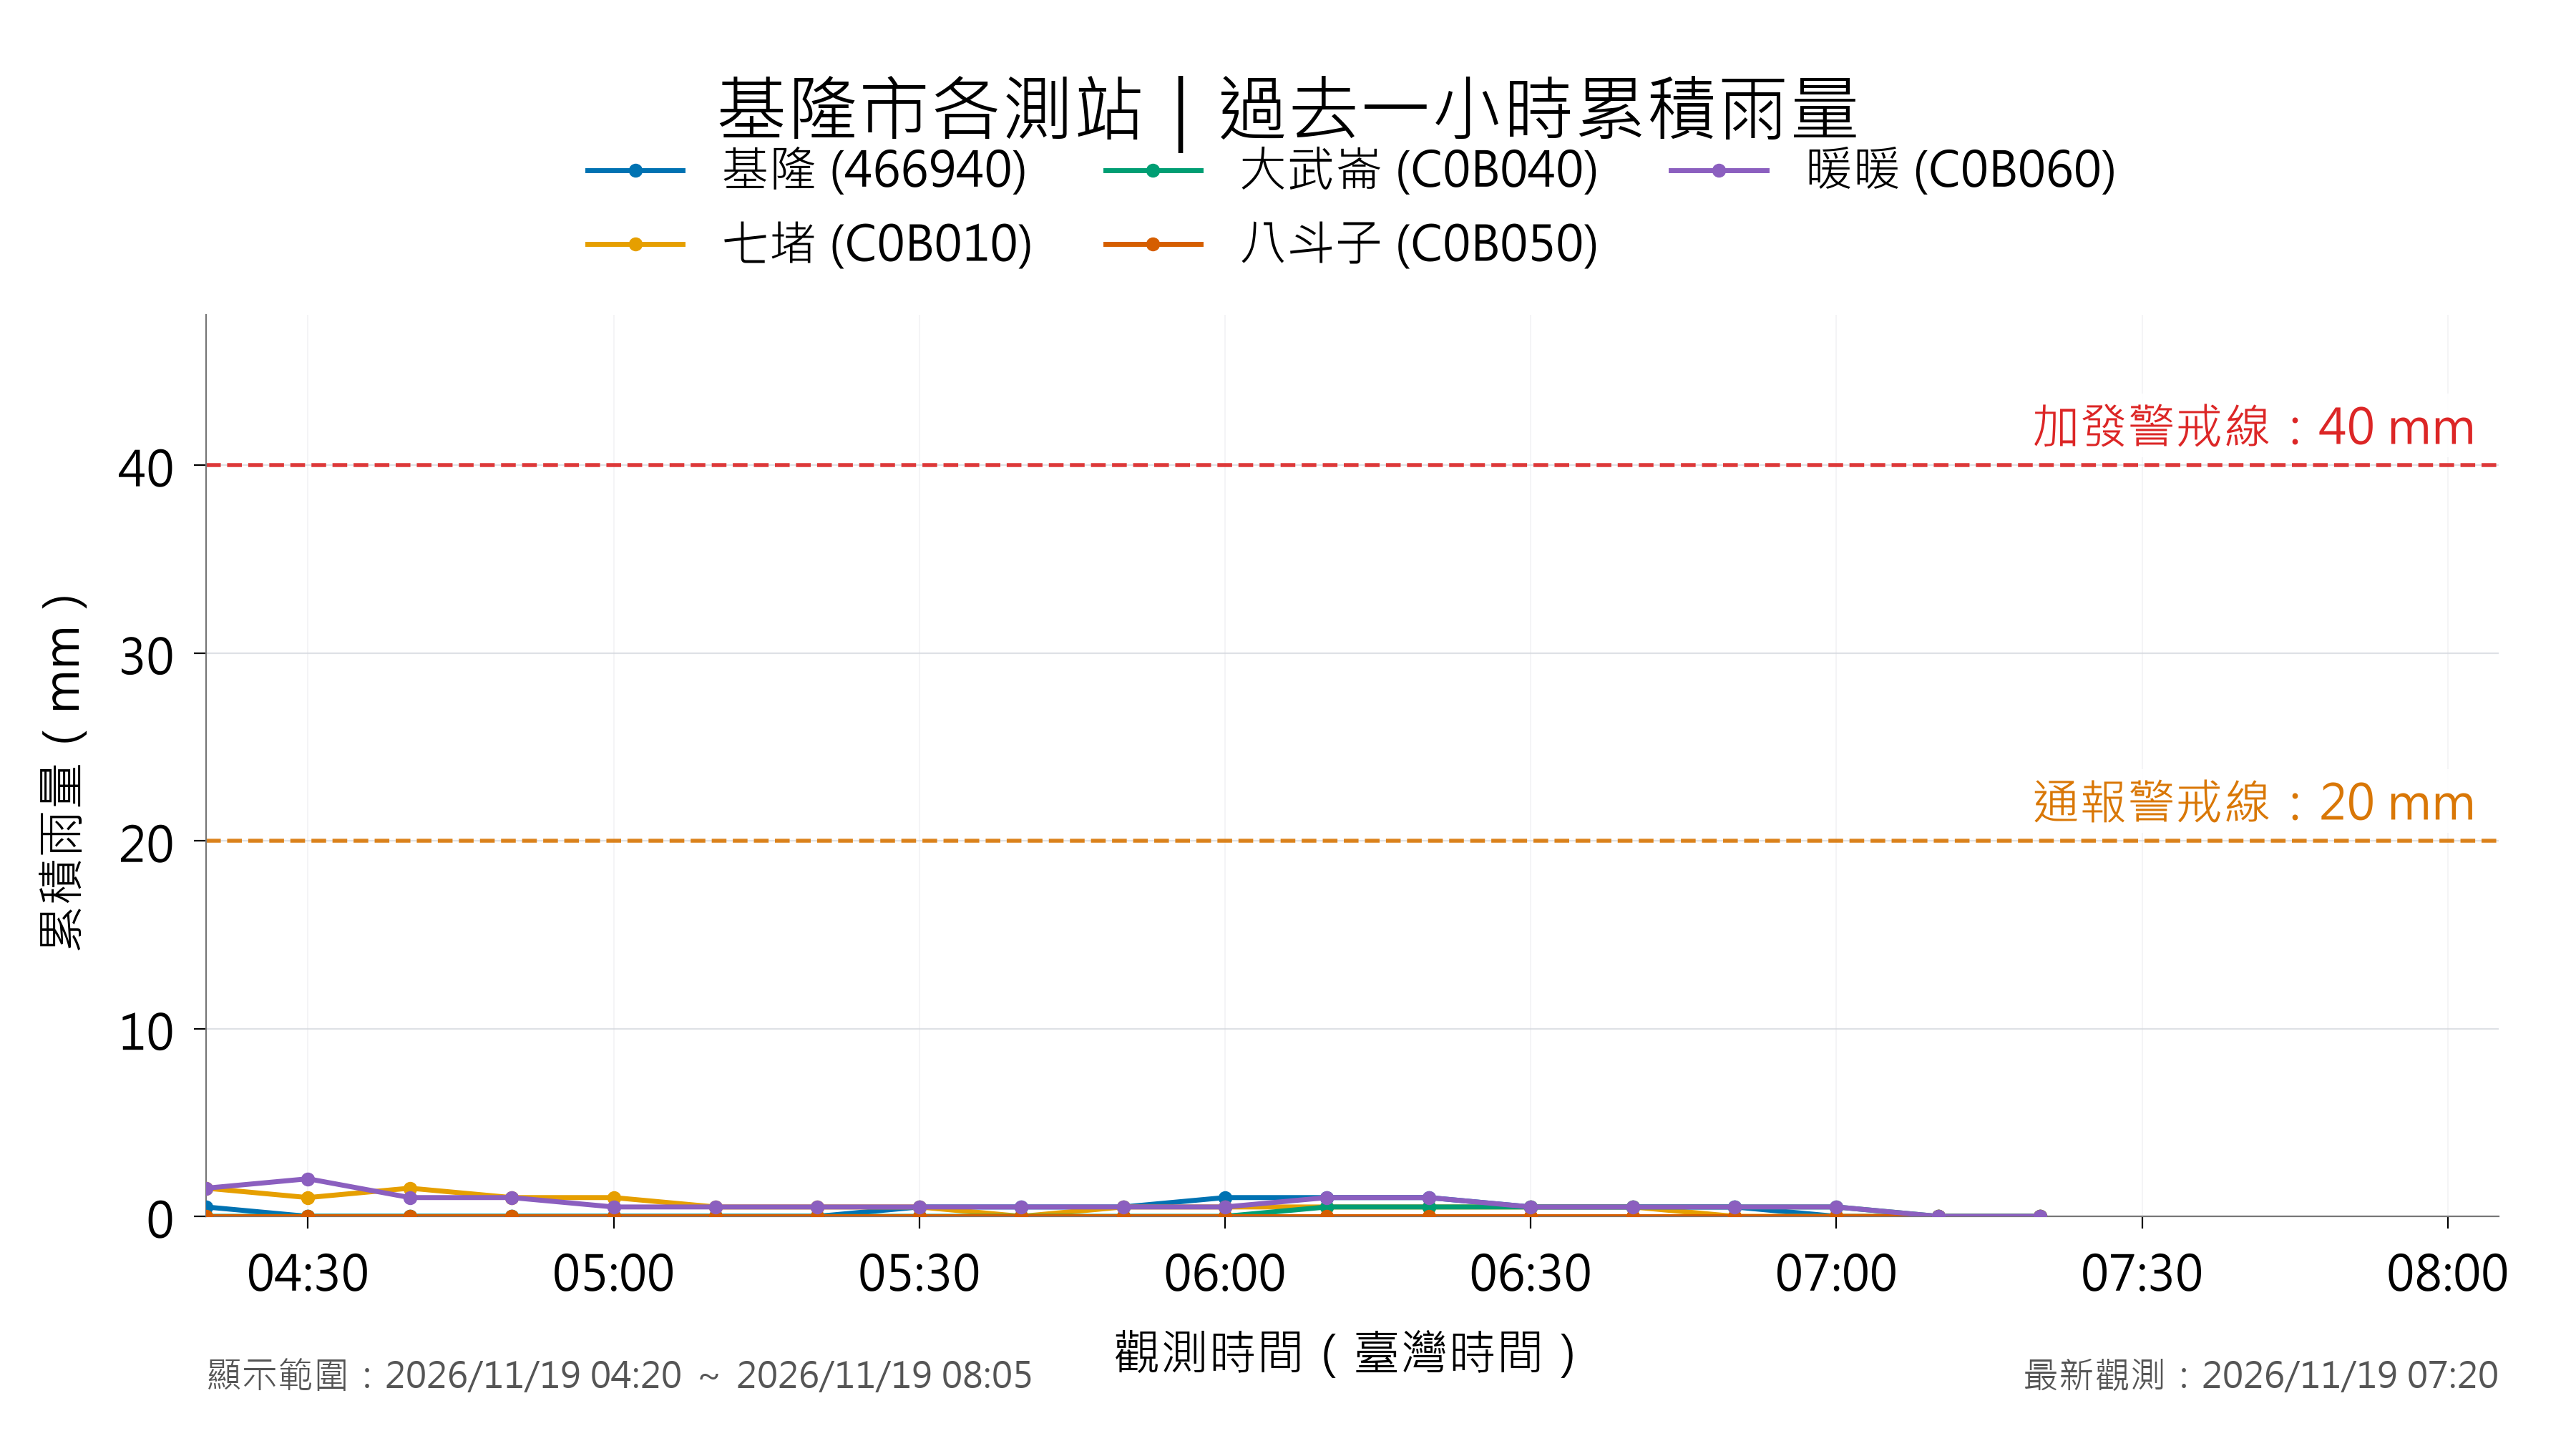 基隆市各測站｜過去一小時累積雨量
基隆 (466940)
大武崙 (C0B040)
暖暖 (C0B060)
七堵 (C0B010)
八斗子 (C0B050)
加發警戒線：40 mm
通報警戒線：20 mm
累積雨量（mm）
40
30
20
10
0
04:30
05:00
05:30
06:00
06:30
07:00
07:30
08:00
觀測時間（臺灣時間）
顯示範圍：2026/11/19 04:20 ~ 2026/11/19 08:05
最新觀測：2026/11/19 07:20